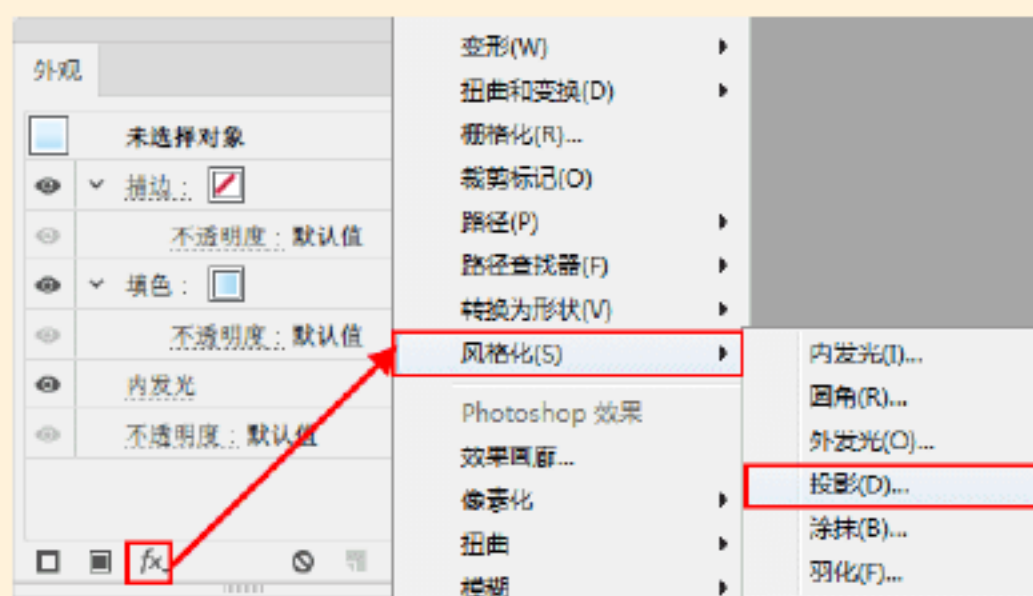 外观
未选择对象
描边：
不透明度：默认值
填色：
不透明度：默认值
内发光
不透明度：默认值
fx
变形(W)
扭曲和变换(D)
栅格化(R)...
裁剪标记(O)
路径(P)
路径查找器(F)
转换为形状(V)
风格化(S)
Photoshop 效果
效果画廊...
像素化
扭曲
模糊
内发光(I)...
圆角(R)...
外发光(O)...
投影(D)...
涂抹(B)...
羽化(F)...